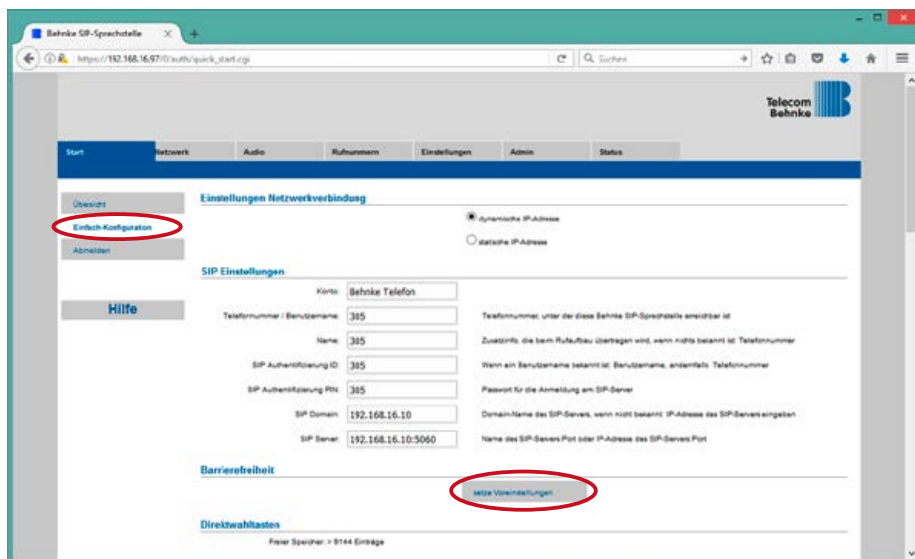 Behnke SIP-Sprechstelle
https://192.168.16.97/0/auth/quick_start.cgi
Suchen
Telecom
Behnke
Start Netzwerk Audio Rufnummern Einstellungen Admin Status
Übersicht
Einfach-Konfiguration
Abmelden
Hilfe
Einstellungen Netzwerkverbindung
dynamische IP-Adresse
statische IP-Adresse
SIP Einstellungen
Konto: Behnke Telefon
Telefonnummer / Benutzername: 305 Telefonnummer, unter der diese Behnke SIP-Sprechstelle erreichbar ist
Name: 305 Zusatzinfo, die beim Rufaufbau übertragen wird, wenn nichts bekannt ist: Telefonnummer
SIP Authentifizierung ID: 305 Wenn ein Benutzername bekannt ist: Benutzername, andernfalls: Telefonnummer
SIP Authentifizierung PIN: 305 Passwort für die Anmeldung am SIP-Server
SIP Domain: 192.168.16.10 Domain-Name des SIP-Servers, wenn nicht bekannt: IP-Adresse des SIP-Servers eingeben
SIP Server: 192.168.16.10:5060 Name des SIP-Servers:Port oder IP-Adresse des SIP-Servers:Port
Barrierefreiheit
setze Voreinstellungen
Direktwahltasten
Freier Speicher: > 9144 Einträge